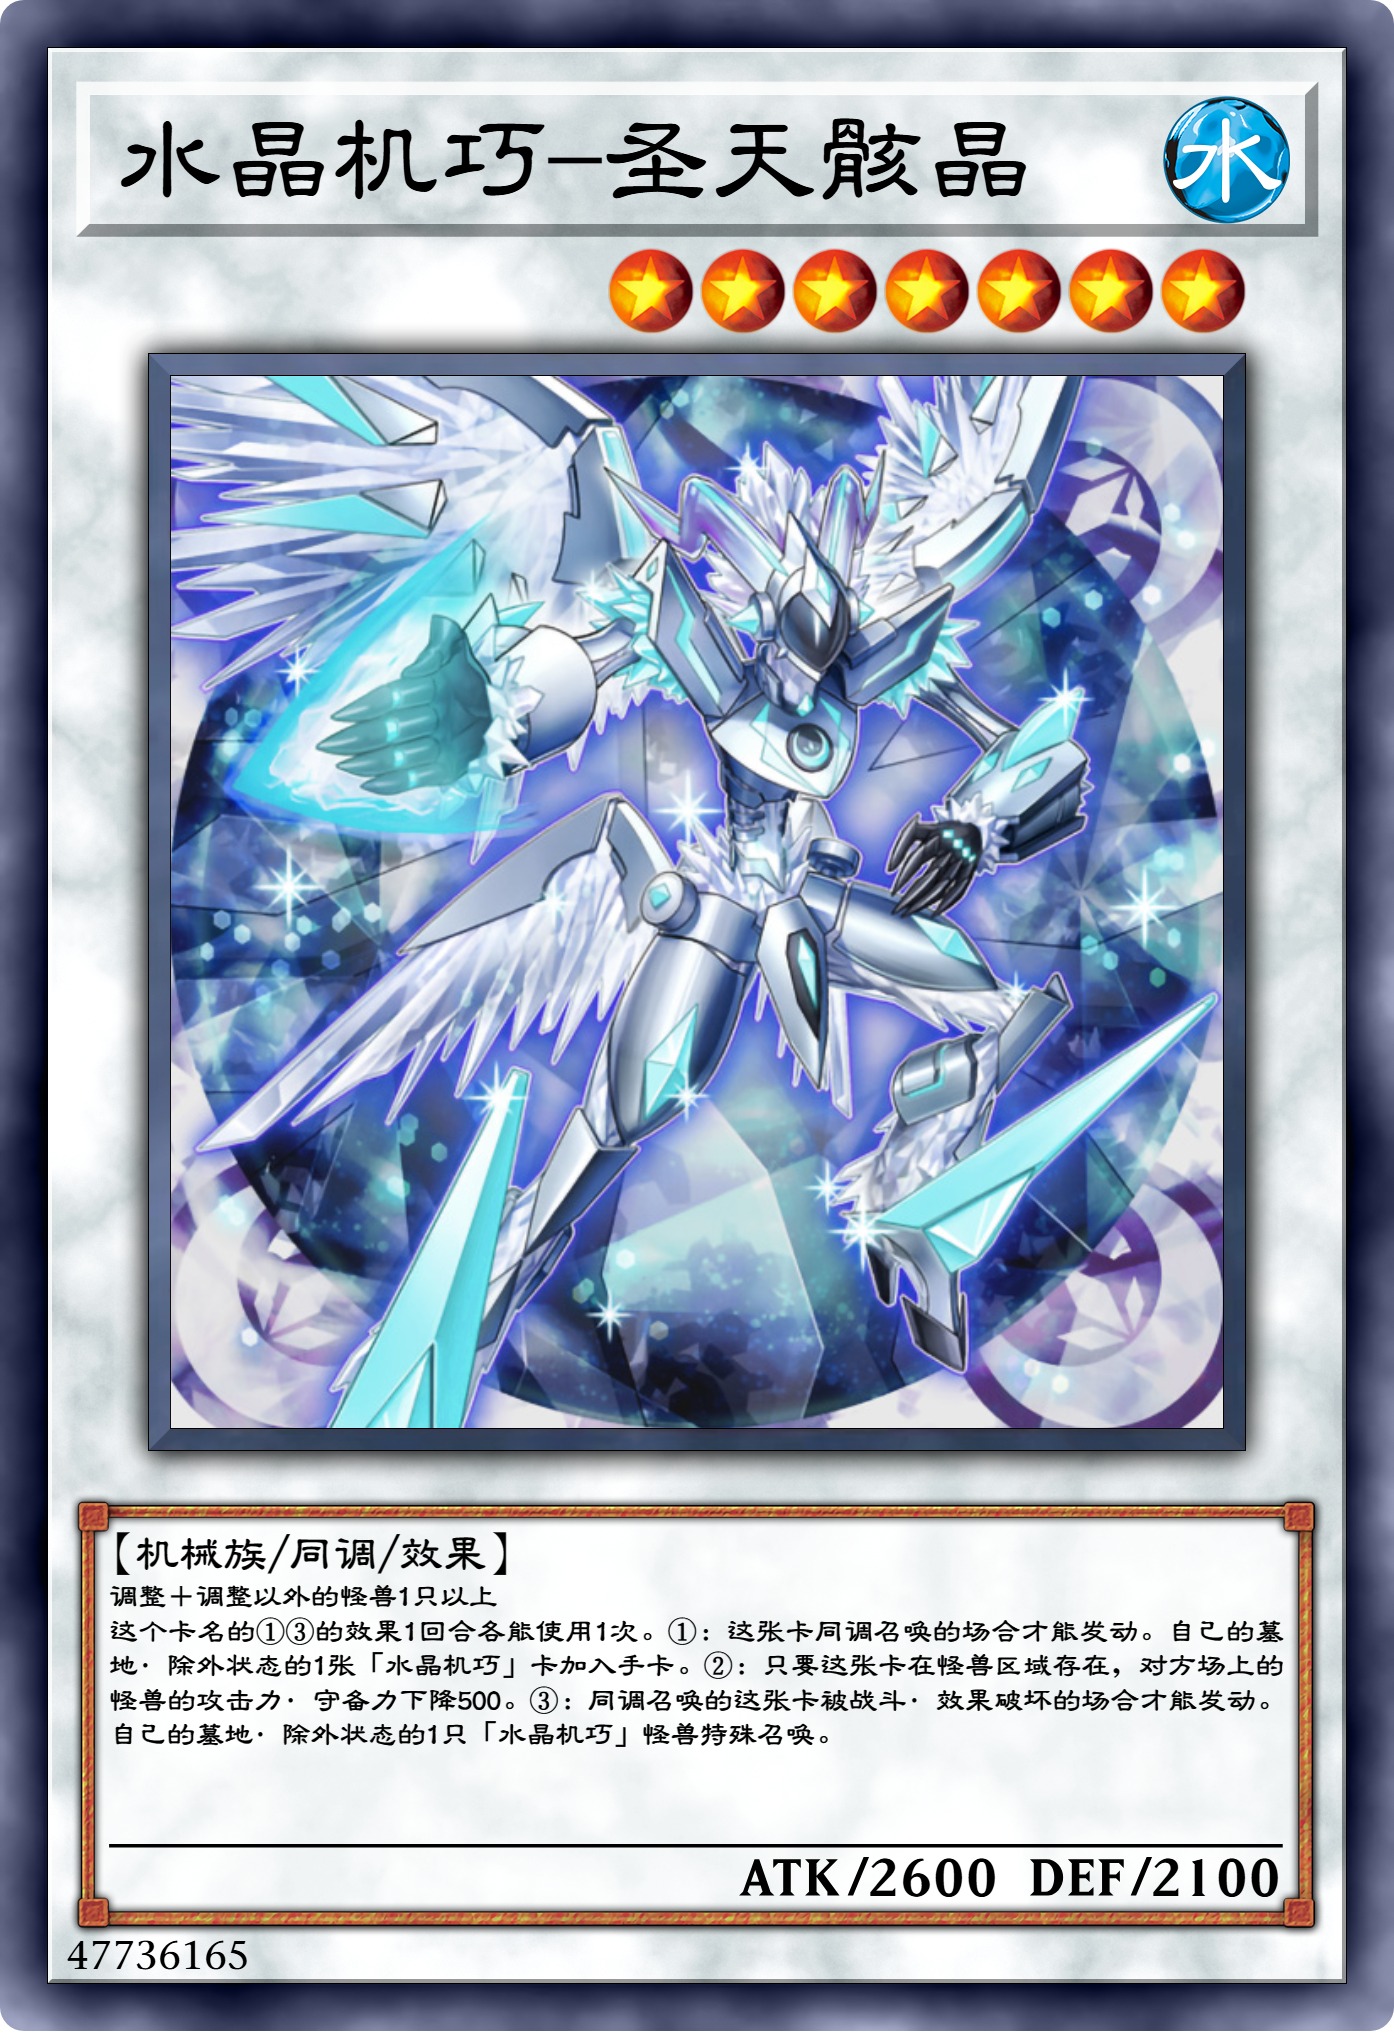 水晶机巧-圣天骸晶
水
【机械族/同调/效果】
调整＋调整以外的怪兽1只以上
这个卡名的①③的效果1回合各能使用1次。①：这张卡同调召唤的场合才能发动。自己的墓
地·除外状态的1张「水晶机巧」卡加入手卡。②：只要这张卡在怪兽区域存在，对方场上的
怪兽的攻击力·守备力下降500。③：同调召唤的这张卡被战斗·效果破坏的场合才能发动。
自己的墓地·除外状态的1只「水晶机巧」怪兽特殊召唤。
ATK/2600 DEF/2100
47736165